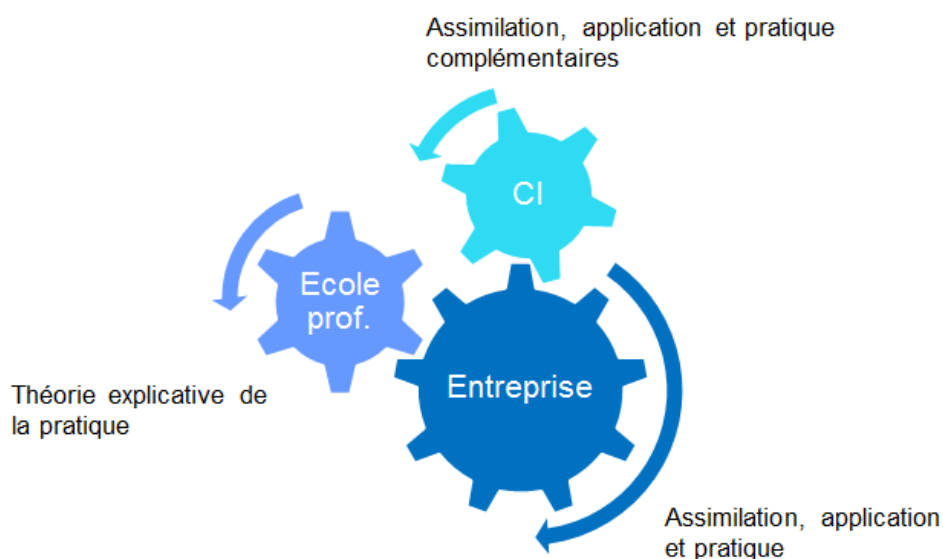 Assimilation, application et pratique
complémentaires
CI
Ecole
prof.
Entreprise
Théorie explicative de
la pratique
Assimilation, application
et pratique